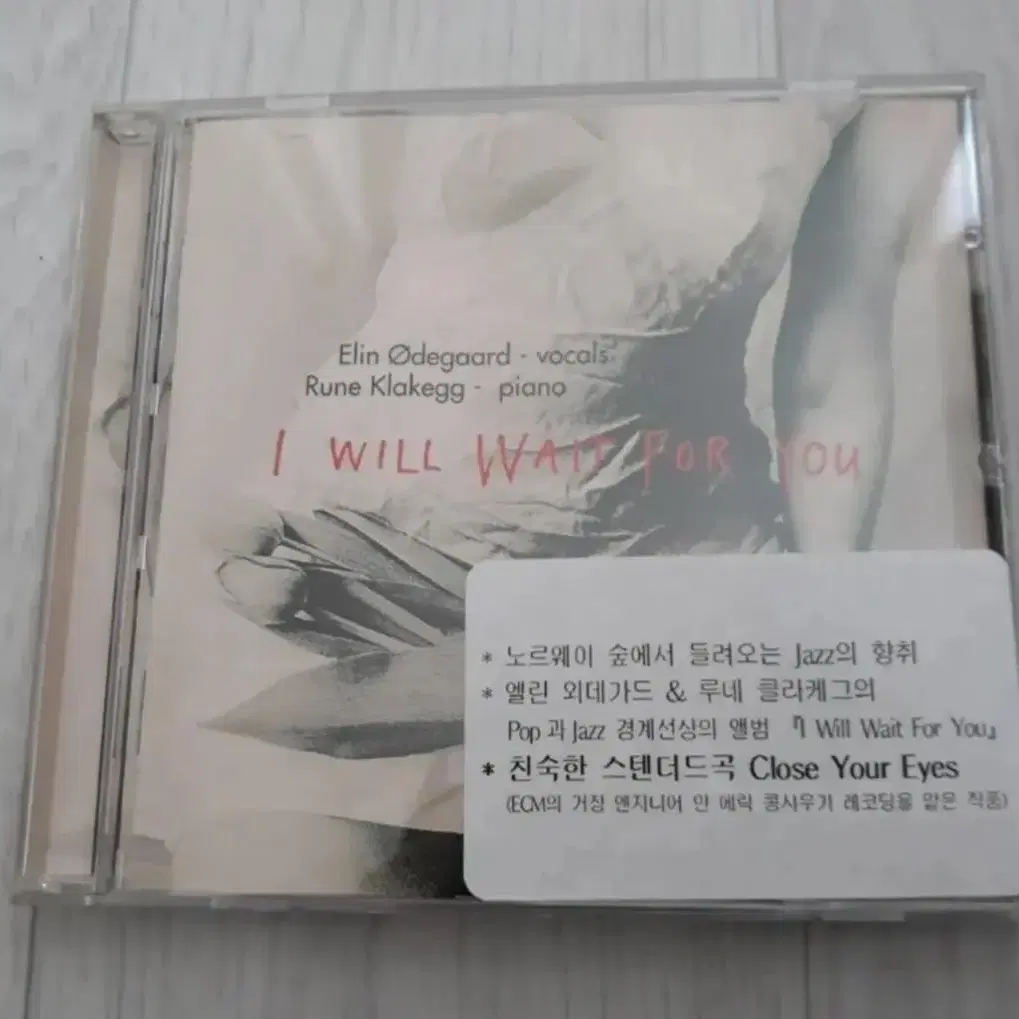 Elin Ødegaard - vocals
Rune Klakegg - piano
I WILL WAIT FOR YOU
* 노르웨이 숲에서 들려오는 Jazz의 향취
* 엘린 외데가드 & 루네 클라케그의
Pop 과 Jazz 경계선상의 앨범 『I Will Wait For You』
* 친숙한 스텐더드곡 Close Your Eyes
(ECM의 거장 엔지니어 얀 에릭 콩샤우가 레코딩을 맡은 작품)